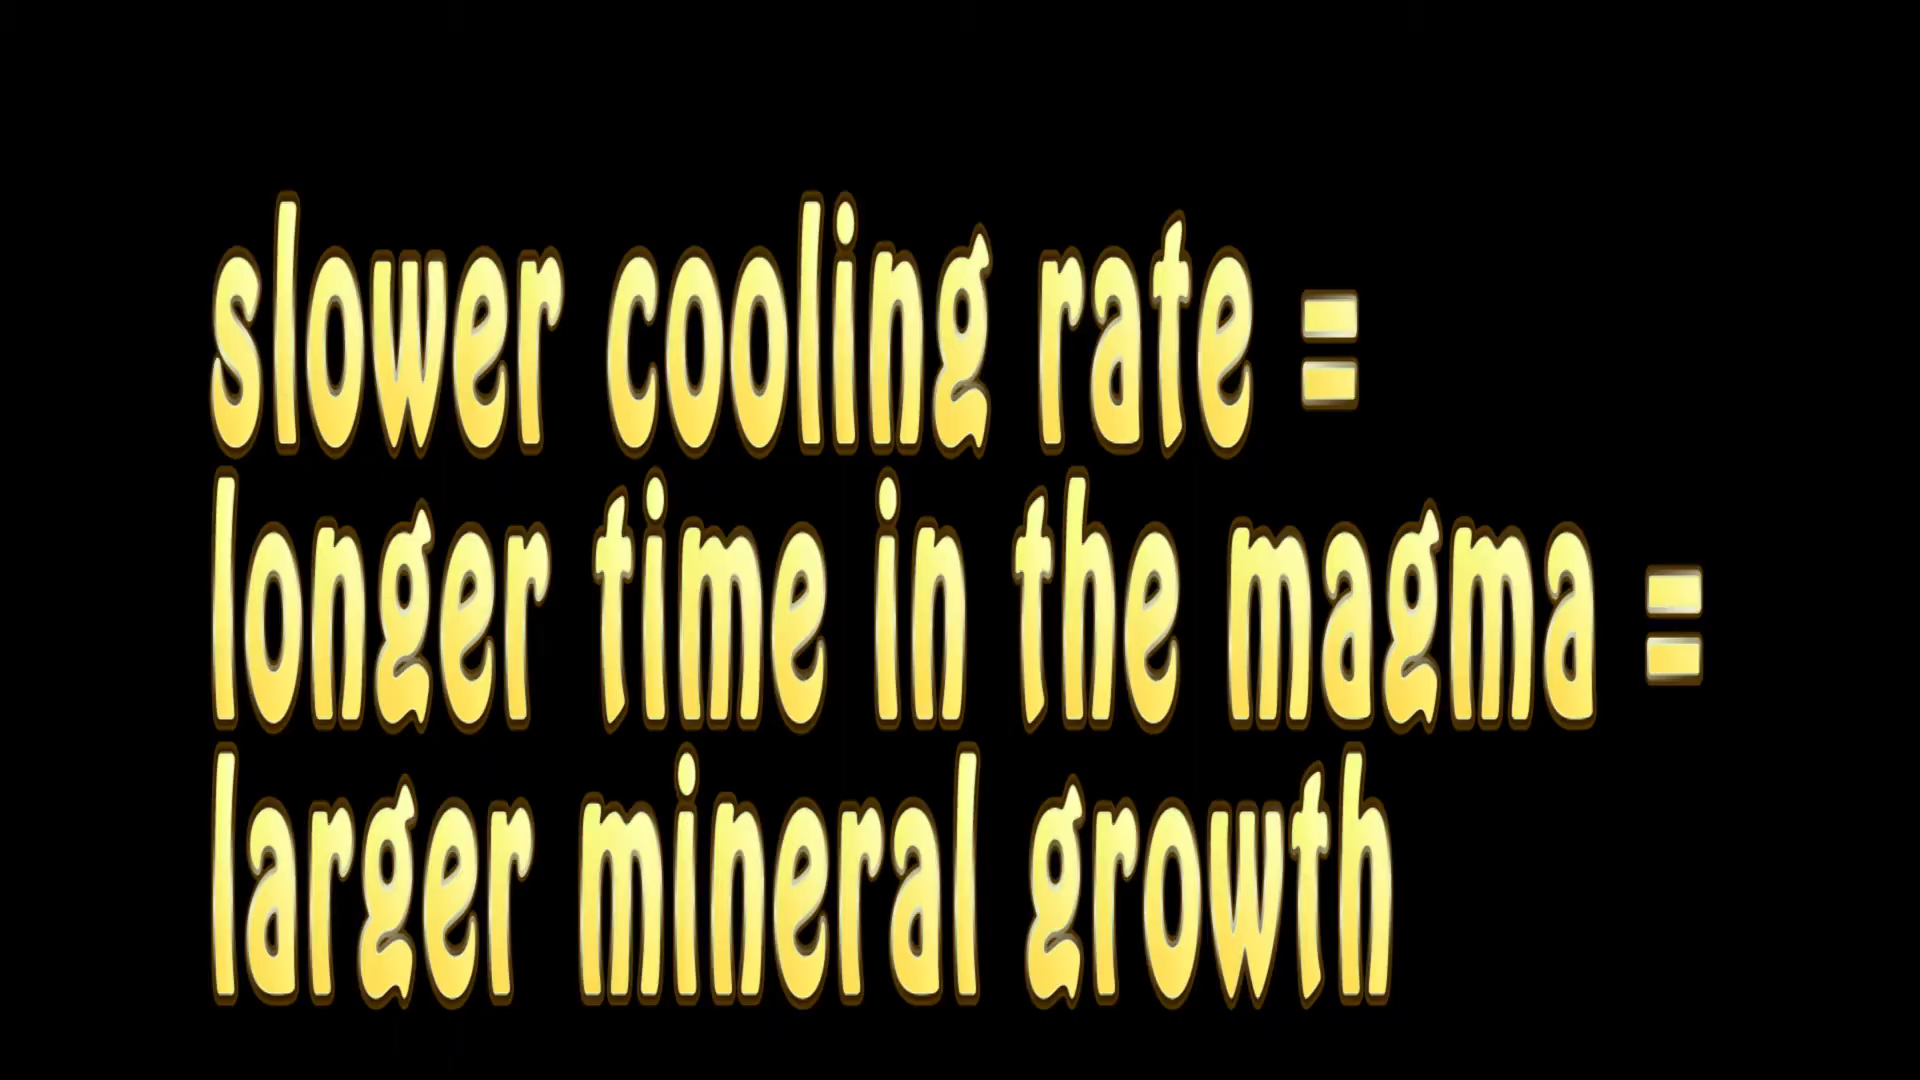 slower cooling rate =
longer time in the magma =
larger mineral growth